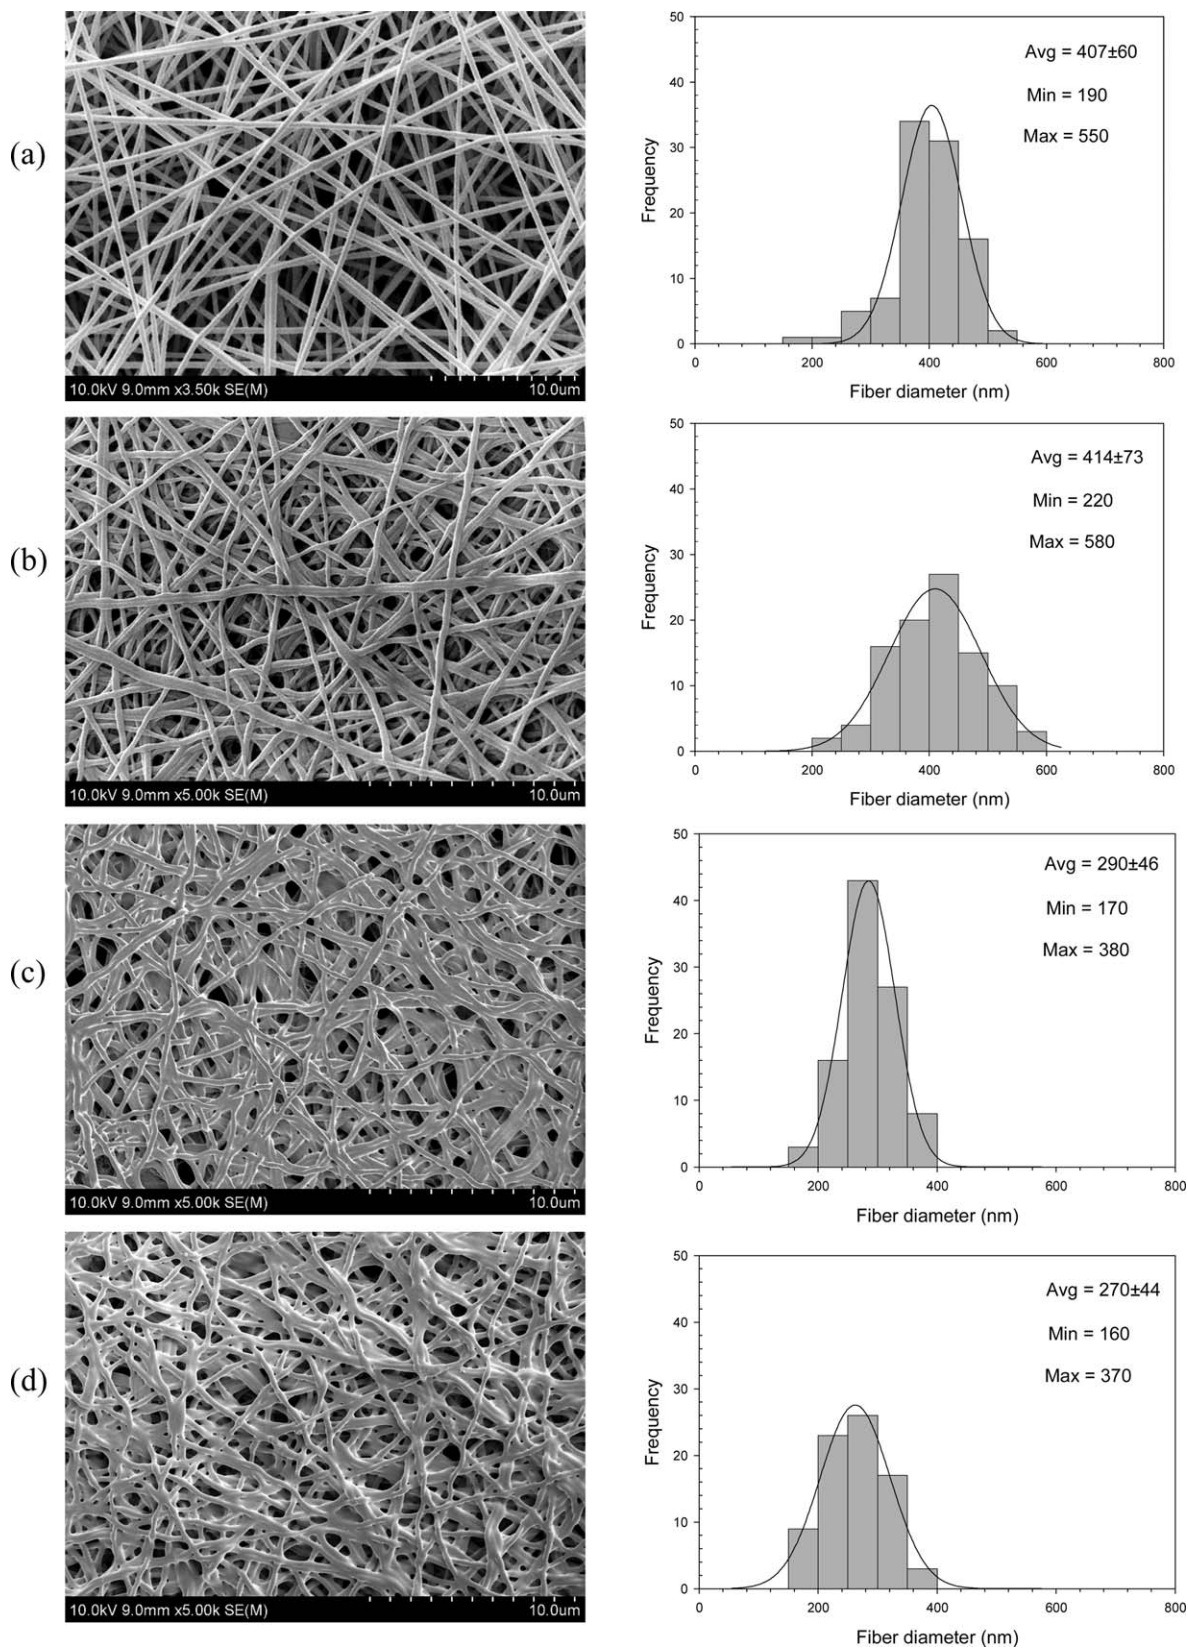 (a)
10.0kV 9.0mm x3.50k SE(M) 10.0um
50
40
30
20
10
0
Frequency
Avg = 407±60
Min = 190
Max = 550
0 200 400 600 800
Fiber diameter (nm)
(b)
10.0kV 9.0mm x5.00k SE(M) 10.0um
50
40
30
20
10
0
Frequency
Avg = 414±73
Min = 220
Max = 580
0 200 400 600 800
Fiber diameter (nm)
(c)
10.0kV 9.0mm x5.00k SE(M) 10.0um
50
40
30
20
10
0
Frequency
Avg = 290±46
Min = 170
Max = 380
0 200 400 600 800
Fiber diameter (nm)
(d)
10.0kV 9.0mm x5.00k SE(M) 10.0um
50
40
30
20
10
0
Frequency
Avg = 270±44
Min = 160
Max = 370
0 200 400 600 800
Fiber diameter (nm)